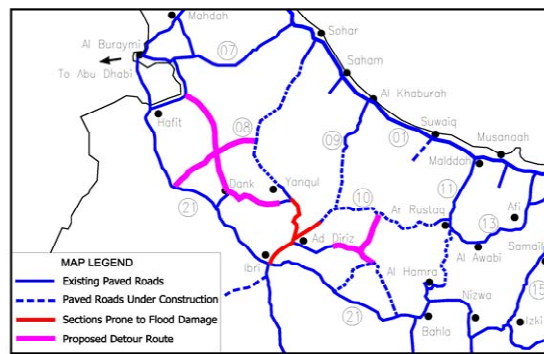 Mahdah
Sohar
Al Buraymi
07
To Abu Dhabi
Saham
Al Khaburah
Hafit
08
09
01
Suwaiq
Musanaah
Malddah
Dank
Yanqul
21
10
11
Ar Rustaq
Afi
13
Ad Diriz
Al Awabi
Samail
Ibri
Al Hamra
15
21
Nizwa
Izki
Bahla
MAP LEGEND
Existing Paved Roads
Paved Roads Under Construction
Sections Prone to Flood Damage
Proposed Detour Route